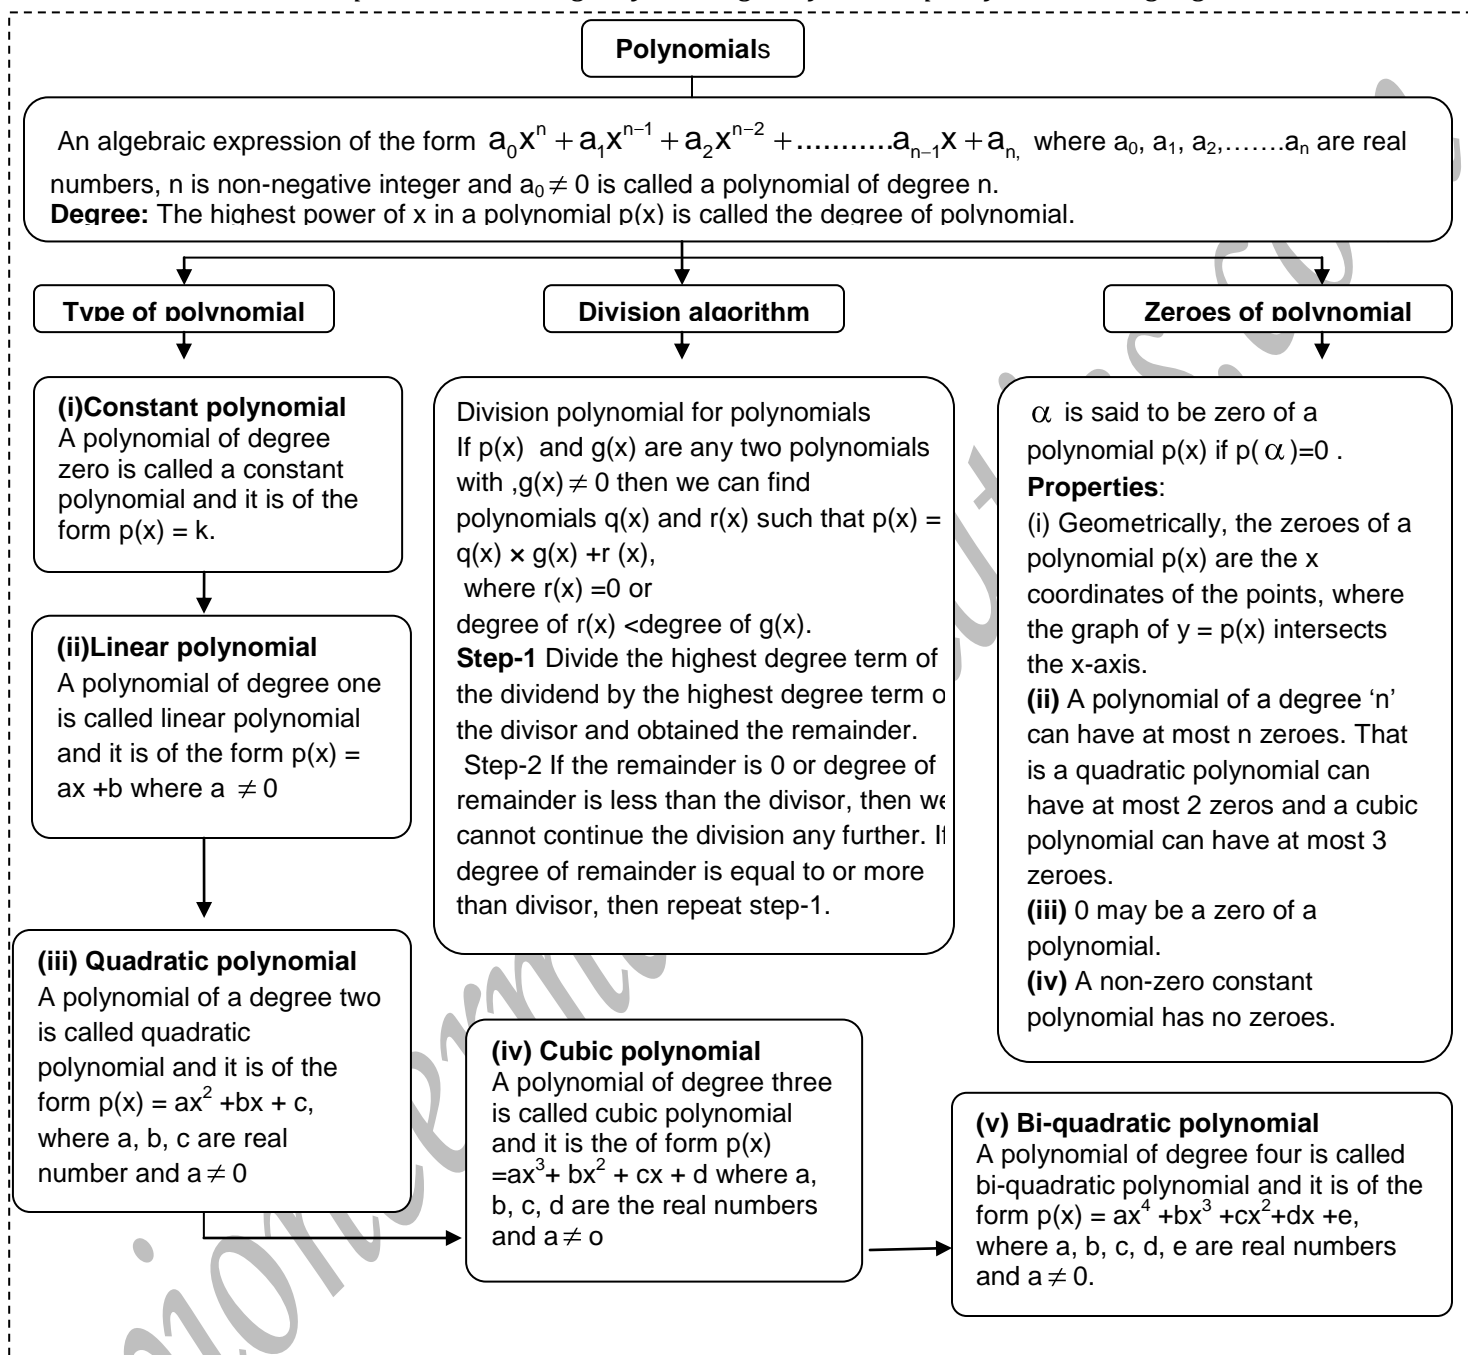 Polynomials
An algebraic expression of the form a₀xⁿ + a₁xⁿ⁻¹ + a₂xⁿ⁻² + ...........aₙ₋₁x + aₙ, where a₀, a₁, a₂,.......aₙ are real
numbers, n is non-negative integer and a₀ ≠ 0 is called a polynomial of degree n.
Degree: The highest power of x in a polynomial p(x) is called the degree of polynomial.
Type of polynomial
Division algorithm
Zeroes of polynomial
(i)Constant polynomial
A polynomial of degree
zero is called a constant
polynomial and it is of the
form p(x) = k.
(ii)Linear polynomial
A polynomial of degree one
is called linear polynomial
and it is of the form p(x) =
ax +b where a ≠ 0
(iii) Quadratic polynomial
A polynomial of a degree two
is called quadratic
polynomial and it is of the
form p(x) = ax² +bx + c,
where a, b, c are real
number and a ≠ 0
Division polynomial for polynomials
If p(x) and g(x) are any two polynomials
with ,g(x) ≠ 0 then we can find
polynomials q(x) and r(x) such that p(x) =
q(x) × g(x) +r (x),
where r(x) =0 or
degree of r(x) <degree of g(x).
Step-1 Divide the highest degree term of
the dividend by the highest degree term o
the divisor and obtained the remainder.
Step-2 If the remainder is 0 or degree of
remainder is less than the divisor, then we
cannot continue the division any further. If
degree of remainder is equal to or more
than divisor, then repeat step-1.
(iv) Cubic polynomial
A polynomial of degree three
is called cubic polynomial
and it is the of form p(x)
=ax³+ bx² + cx + d where a,
b, c, d are the real numbers
and a ≠ o
α is said to be zero of a
polynomial p(x) if p( α )=0 .
Properties:
(i) Geometrically, the zeroes of a
polynomial p(x) are the x
coordinates of the points, where
the graph of y = p(x) intersects
the x-axis.
(ii) A polynomial of a degree ‘n’
can have at most n zeroes. That
is a quadratic polynomial can
have at most 2 zeros and a cubic
polynomial can have at most 3
zeroes.
(iii) 0 may be a zero of a
polynomial.
(iv) A non-zero constant
polynomial has no zeroes.
(v) Bi-quadratic polynomial
A polynomial of degree four is called
bi-quadratic polynomial and it is of the
form p(x) = ax⁴ +bx³ +cx²+dx +e,
where a, b, c, d, e are real numbers
and a ≠ 0.